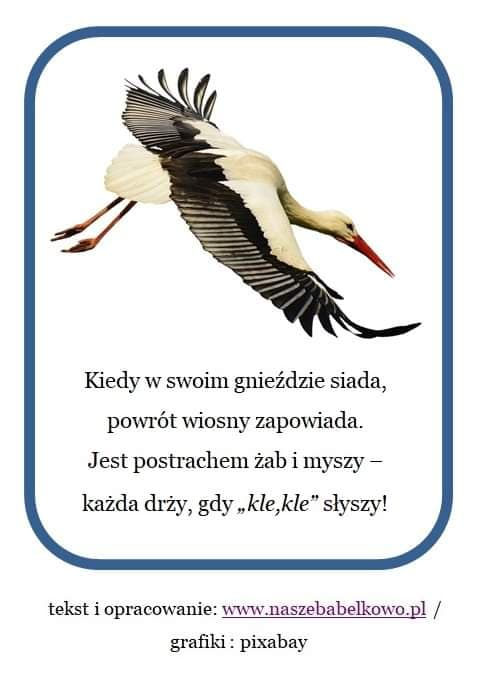 Kiedy w swoim gnieździe siada,
powrót wiosny zapowiada.
Jest postrachem żab i myszy –
każda drży, gdy „kle,kle” słyszy!
tekst i opracowanie: www.naszebabelkowo.pl /
grafiki : pixabay